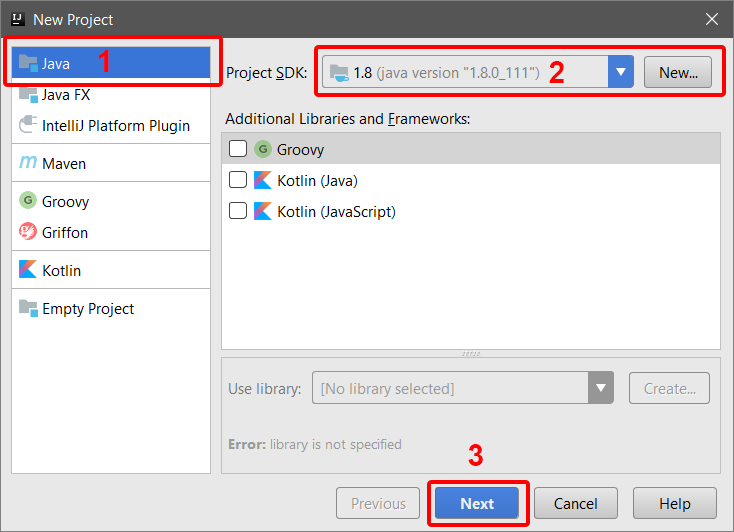 New Project
Java 1
Java FX
IntelliJ Platform Plugin
Maven
Groovy
Griffon
Kotlin
Empty Project
Project SDK: 1.8 (java version "1.8.0_111") 2 New...
Additional Libraries and Frameworks:
Groovy
Kotlin (Java)
Kotlin (JavaScript)
Use library: [No library selected] Create...
Error: library is not specified
3
Previous Next Cancel Help